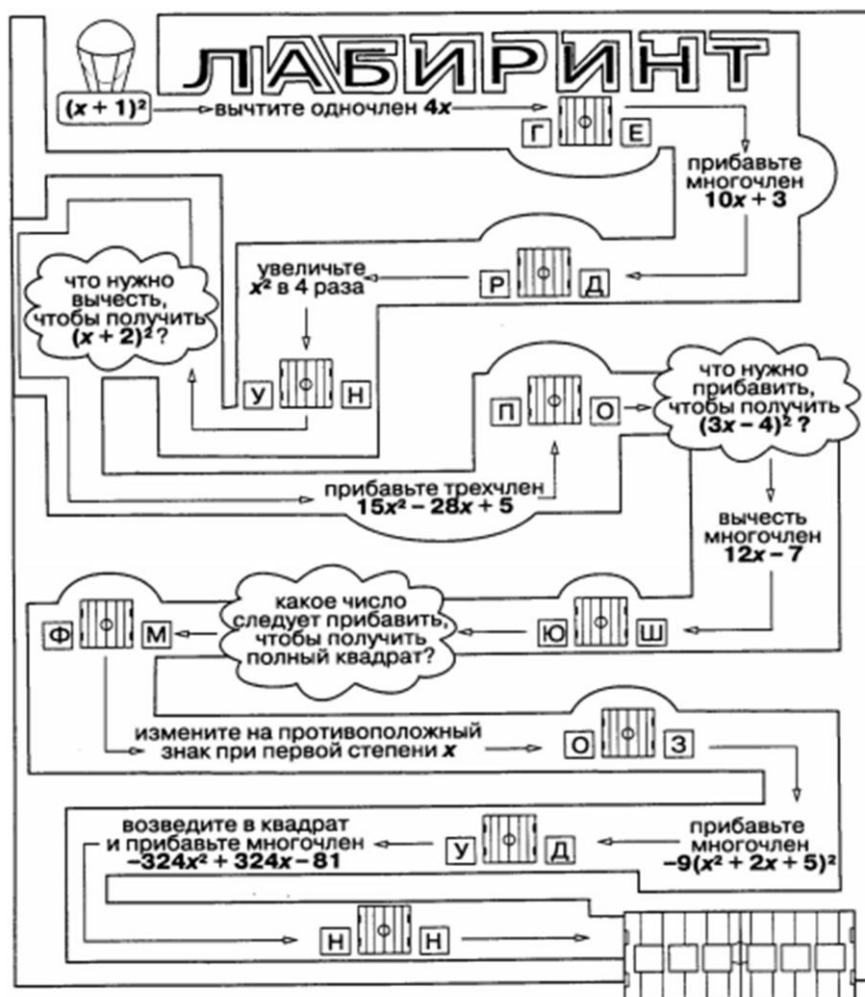 ЛАБИРИНТ
(x + 1)² вычтите одночлен 4x
Г Е
прибавьте
многочлен
10x + 3
Р Д
увеличьте
x² в 4 раза
что нужно
вычесть,
чтобы получить
(x + 2)² ?
У Н
П О
что нужно
прибавить,
чтобы получить
(3x – 4)² ?
прибавьте трехчлен
15x² – 28x + 5
вычесть
многочлен
12x – 7
Ю Ш
какое число
следует прибавить,
чтобы получить
полный квадрат?
Ф М
измените на противоположный
знак при первой степени x
О З
прибавьте
многочлен
–9(x² + 2x + 5)²
У Д
возведите в квадрат
и прибавьте многочлен
–324x² + 324x – 81
Н Н